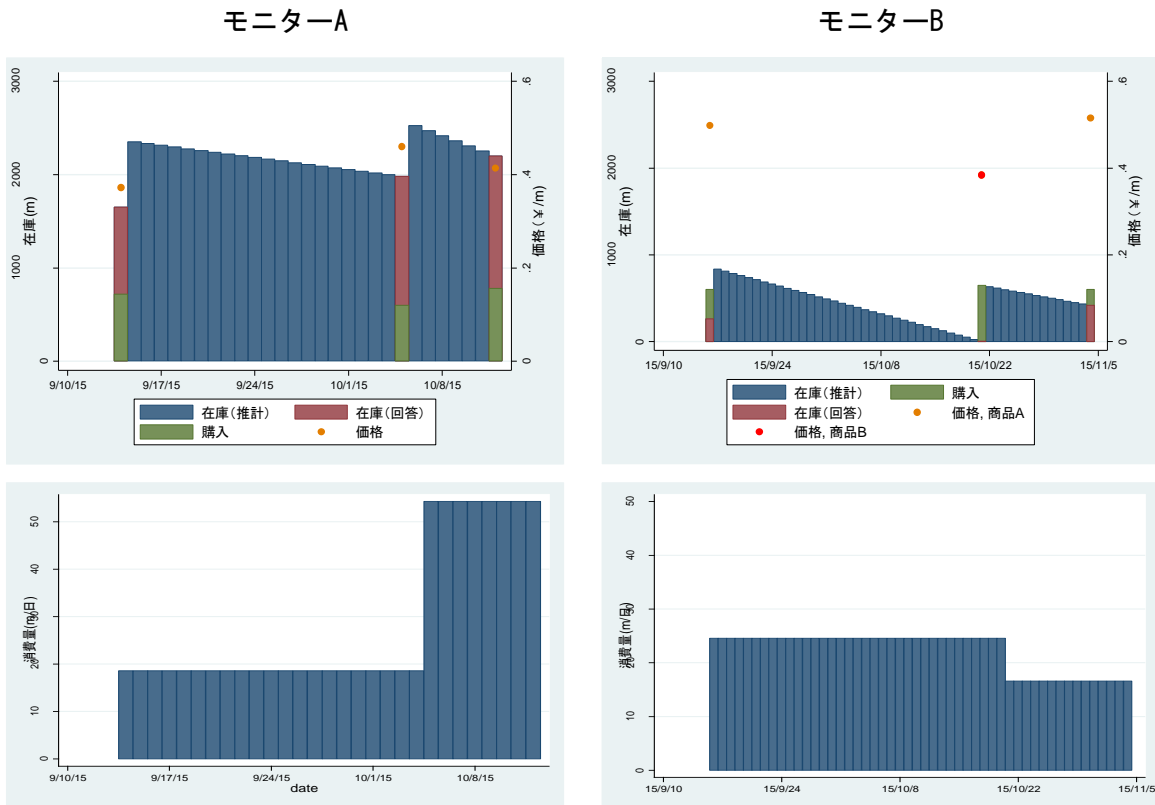 モニターA
モニターB
3000
2000
1000
0
在庫(m)
.6
.4
.2
0
価格(¥/m)
9/10/15 9/17/15 9/24/15 10/1/15 10/8/15
在庫(推計) 在庫(回答)
購入 価格
3000
2000
1000
0
在庫(m)
.6
.4
.2
0
価格(¥/m)
15/9/10 15/9/24 15/10/8 15/10/22 15/11/5
在庫(推計) 購入
在庫(回答) 価格, 商品A
価格, 商品B
50
40
30
20
10
0
消費量(m/日)
9/10/15 9/17/15 9/24/15 10/1/15 10/8/15
date
50
40
30
20
10
0
消費量(m/日)
15/9/10 15/9/24 15/10/8 15/10/22 15/11/5